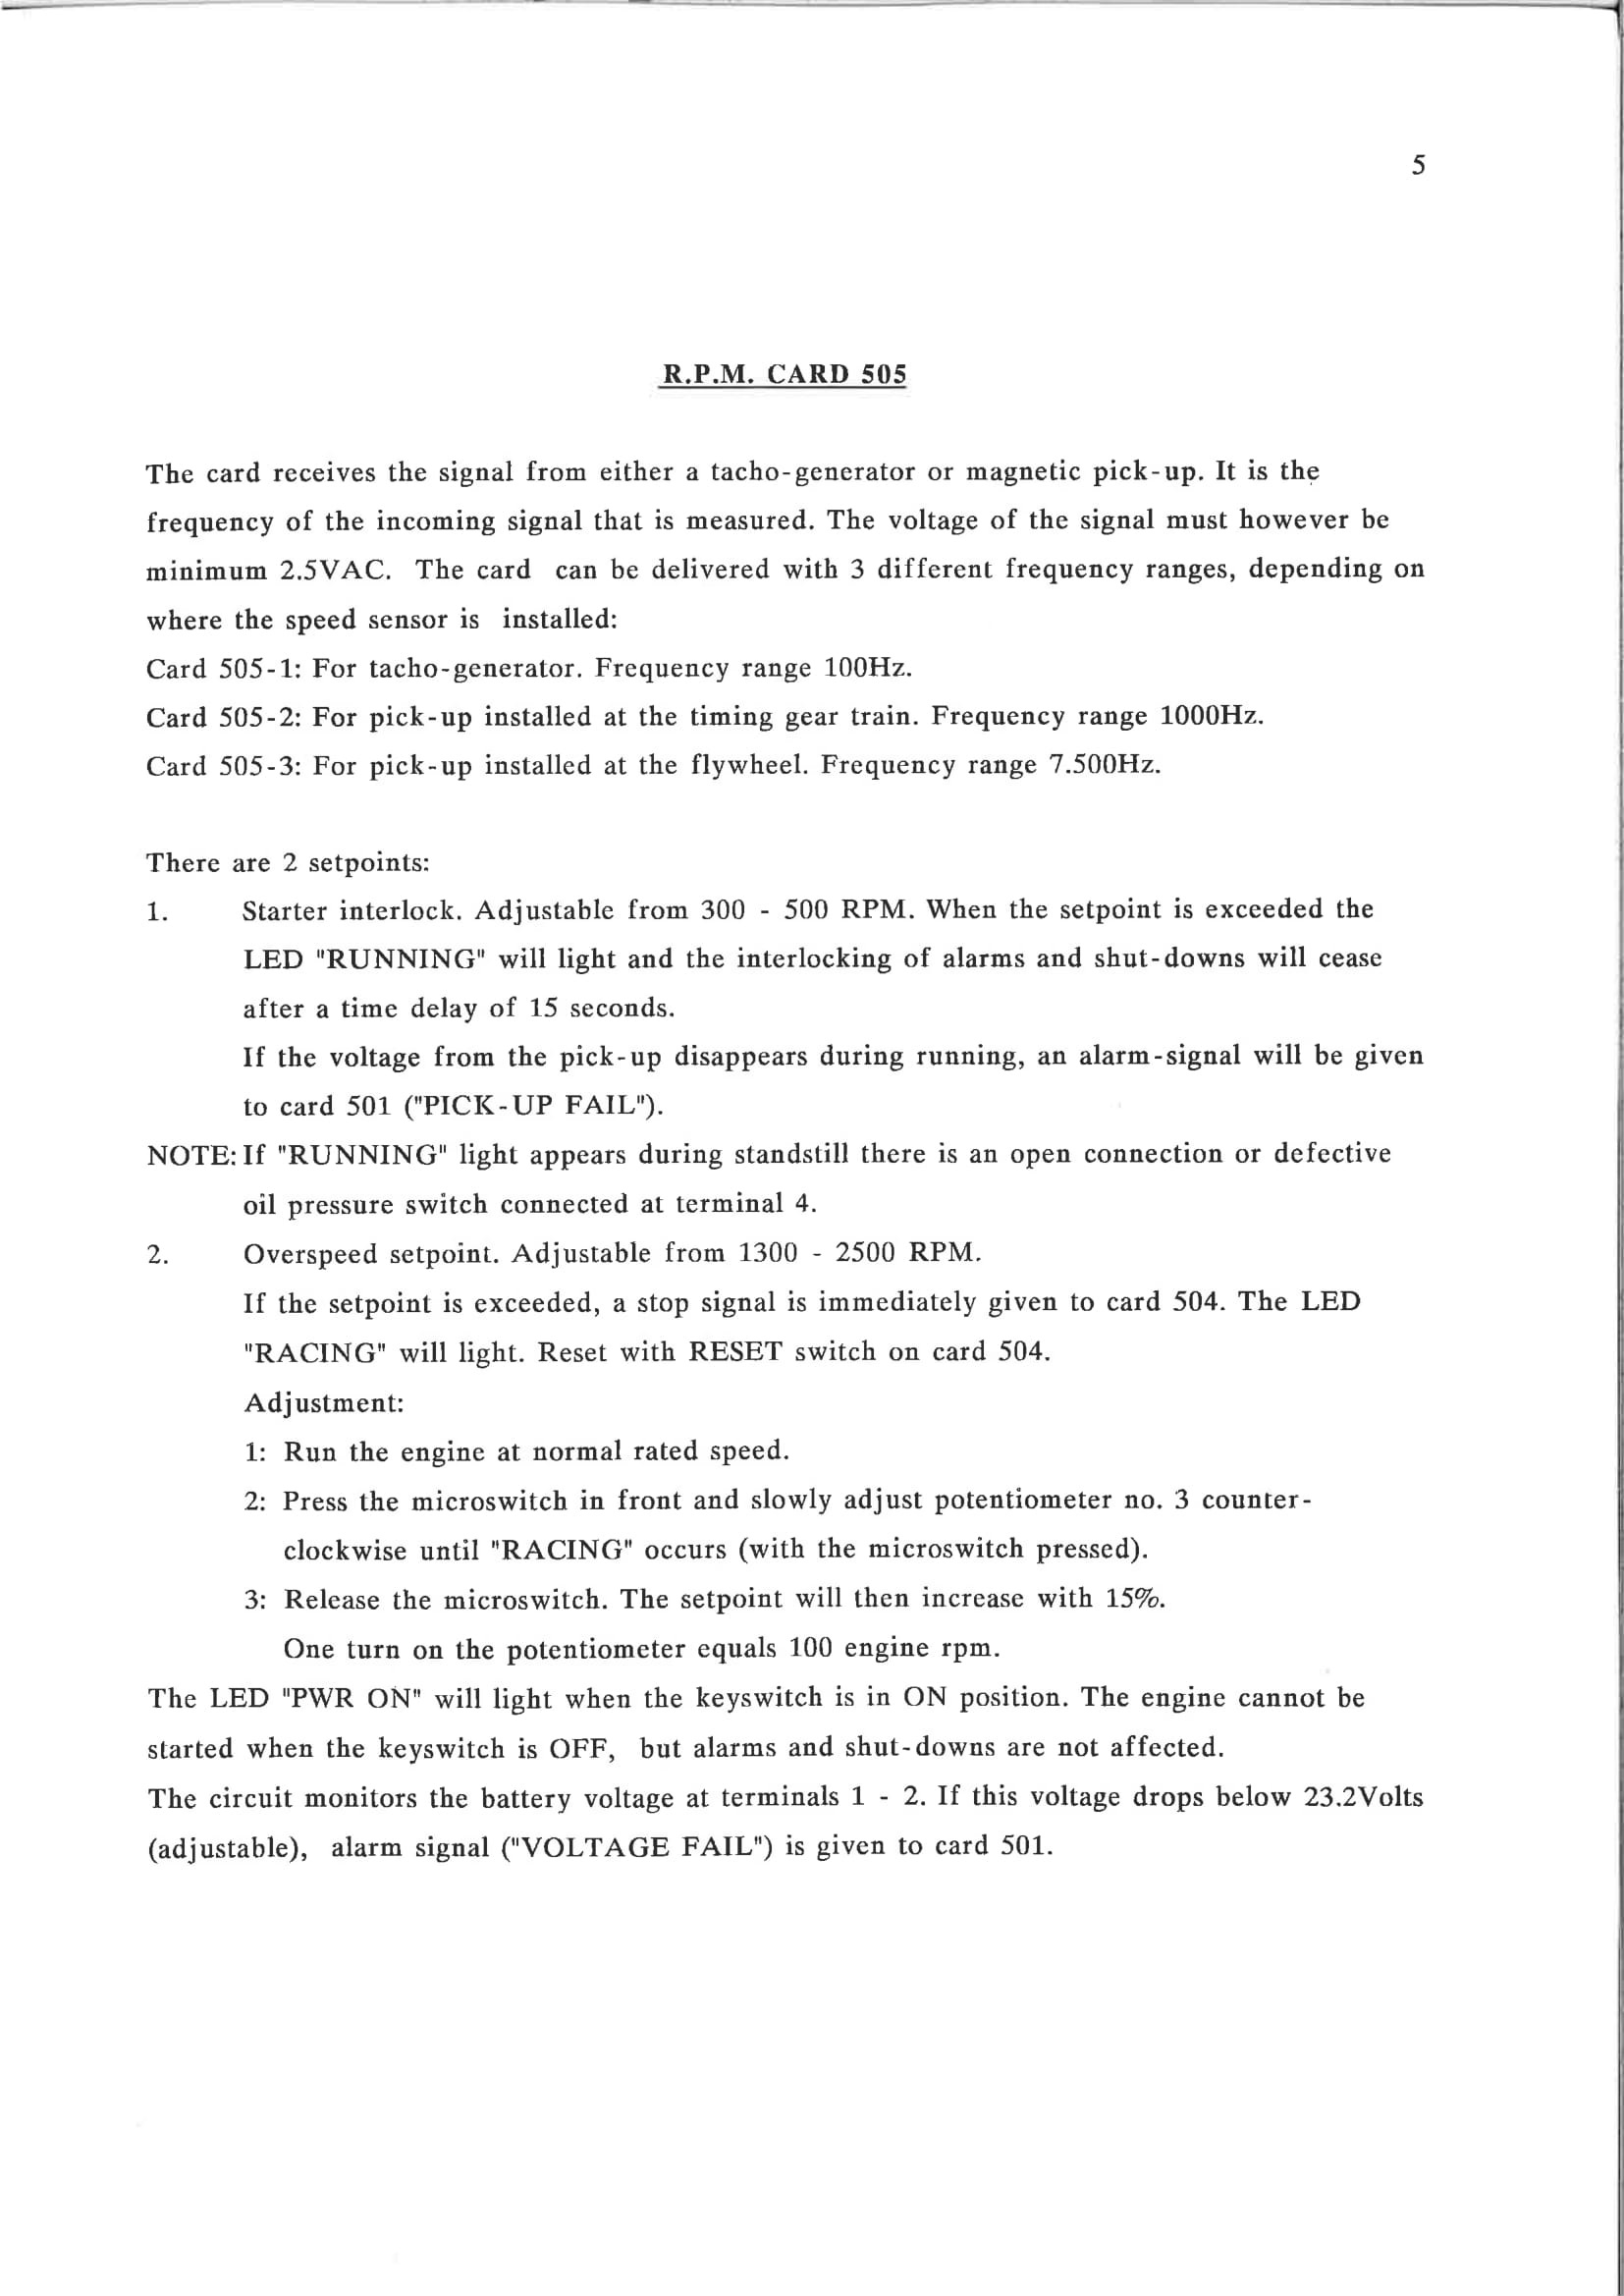 5
R.P.M. CARD 505
The card receives the signal from either a tacho-generator or magnetic pick-up. It is the
frequency of the incoming signal that is measured. The voltage of the signal must however be
minimum 2.5VAC. The card can be delivered with 3 different frequency ranges, depending on
where the speed sensor is installed:
Card 505-1: For tacho-generator. Frequency range 100Hz.
Card 505-2: For pick-up installed at the timing gear train. Frequency range 1000Hz.
Card 505-3: For pick-up installed at the flywheel. Frequency range 7.500Hz.
There are 2 setpoints:
1. Starter interlock. Adjustable from 300 - 500 RPM. When the setpoint is exceeded the
LED "RUNNING" will light and the interlocking of alarms and shut-downs will cease
after a time delay of 15 seconds.
If the voltage from the pick-up disappears during running, an alarm-signal will be given
to card 501 ("PICK-UP FAIL").
NOTE: If "RUNNING" light appears during standstill there is an open connection or defective
oil pressure switch connected at terminal 4.
2. Overspeed setpoint. Adjustable from 1300 - 2500 RPM.
If the setpoint is exceeded, a stop signal is immediately given to card 504. The LED
"RACING" will light. Reset with RESET switch on card 504.
Adjustment:
1: Run the engine at normal rated speed.
2: Press the microswitch in front and slowly adjust potentiometer no. 3 counter-
clockwise until "RACING" occurs (with the microswitch pressed).
3: Release the microswitch. The setpoint will then increase with 15%.
One turn on the potentiometer equals 100 engine rpm.
The LED "PWR ON" will light when the keyswitch is in ON position. The engine cannot be
started when the keyswitch is OFF, but alarms and shut-downs are not affected.
The circuit monitors the battery voltage at terminals 1 - 2. If this voltage drops below 23.2Volts
(adjustable), alarm signal ("VOLTAGE FAIL") is given to card 501.